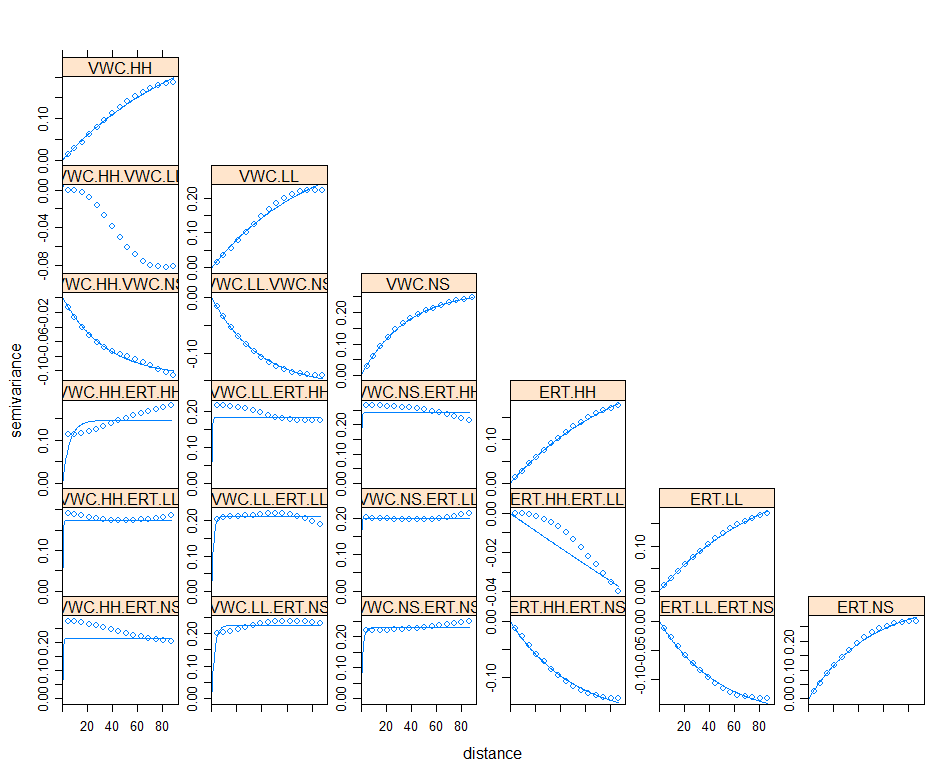 VWC.HH
0.10
0.00
VWC.HH.VWC.LL VWC.LL
0.00 0.20
-0.04 0.10
-0.08 0.00
VWC.HH.VWC.NS VWC.LL.VWC.NS VWC.NS
-0.02 0.00 0.20
-0.06 -0.10 0.10
-0.10 0.00
semivariance
VWC.HH.ERT.HH VWC.LL.ERT.HH VWC.NS.ERT.HH ERT.HH
0.10 0.20 0.20 0.10
0.00 0.10 0.10 0.00
0.00 0.00
VWC.HH.ERT.LL VWC.LL.ERT.LL VWC.NS.ERT.LL ERT.HH.ERT.LL ERT.LL
0.10 0.20 0.20 0.00 0.10
0.00 0.10 0.10 -0.02 0.00
0.00 0.00 -0.04
VWC.HH.ERT.NS VWC.LL.ERT.NS VWC.NS.ERT.NS ERT.HH.ERT.NS ERT.LL.ERT.NS ERT.NS
0.20 0.20 0.20 0.00 0.00 0.20
0.10 0.10 0.10 -0.10 -0.05 0.10
0.00 0.00 0.00 -0.10 0.00
20 40 60 80 20 40 60 80 20 40 60 80
distance